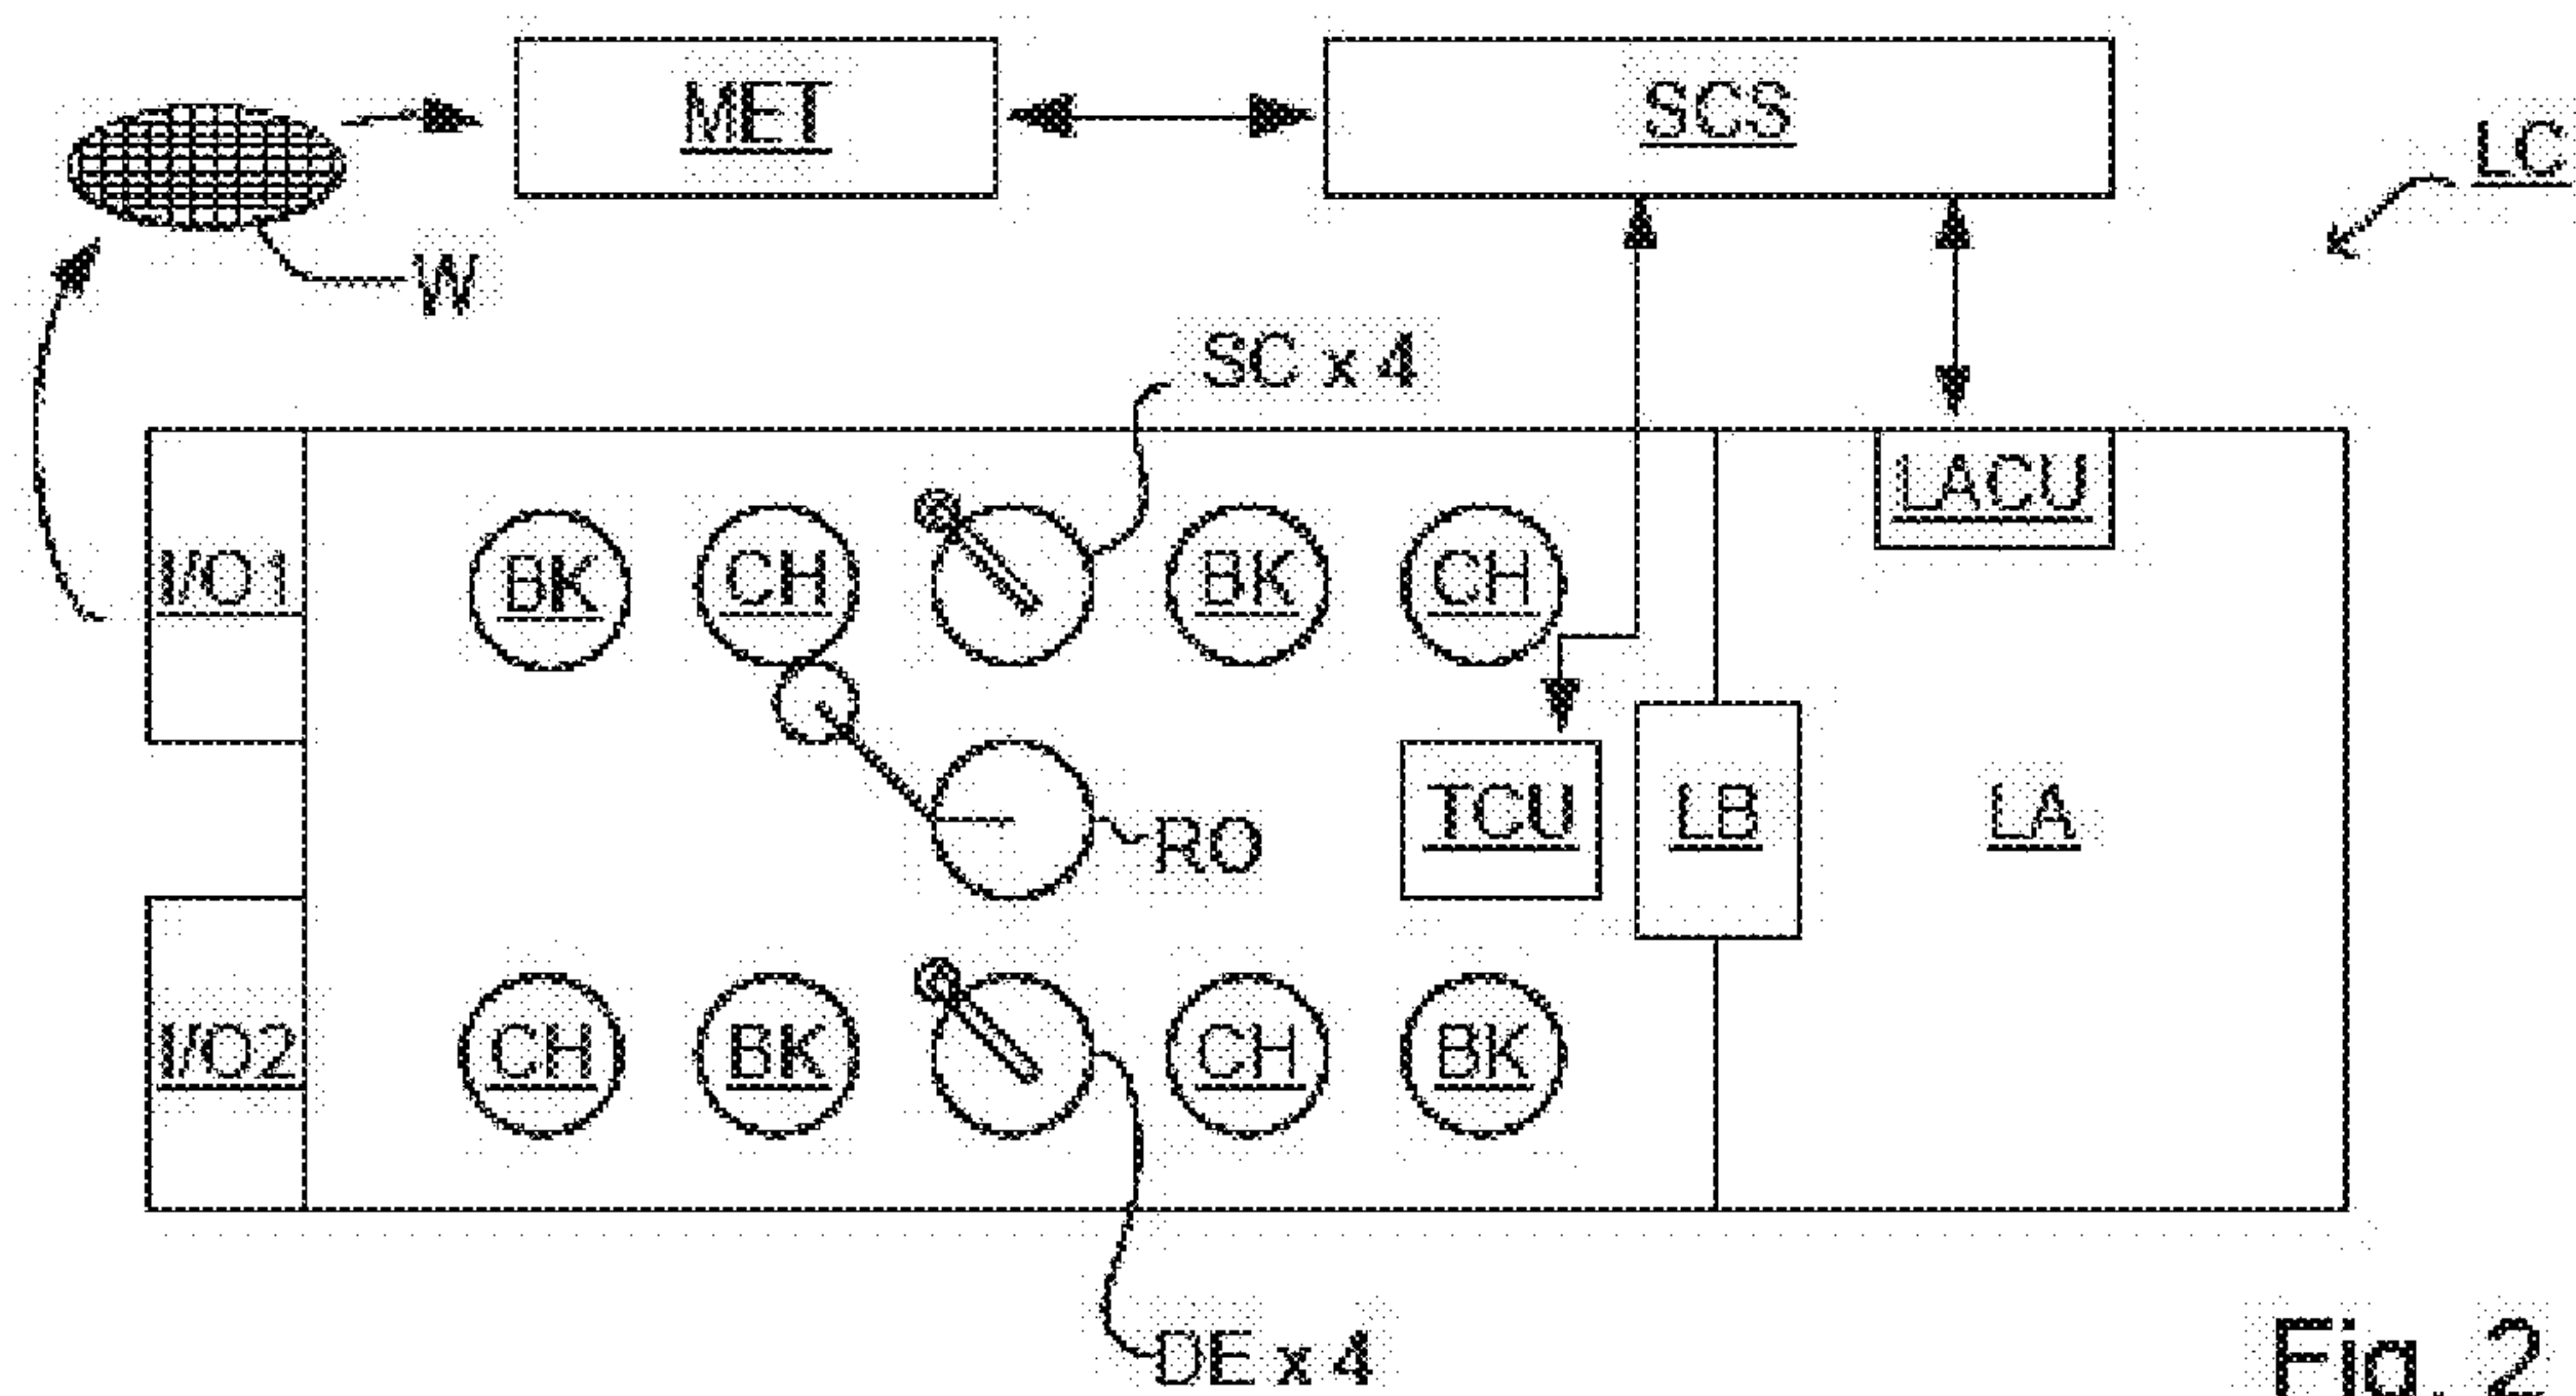 MET
SCS
LC
W
SC x 4
LACU
I/O1
BK
CH
BK
CH
TCU
LB
LA
RO
I/O2
CH
BK
CH
BK
DE x 4
Fig. 2